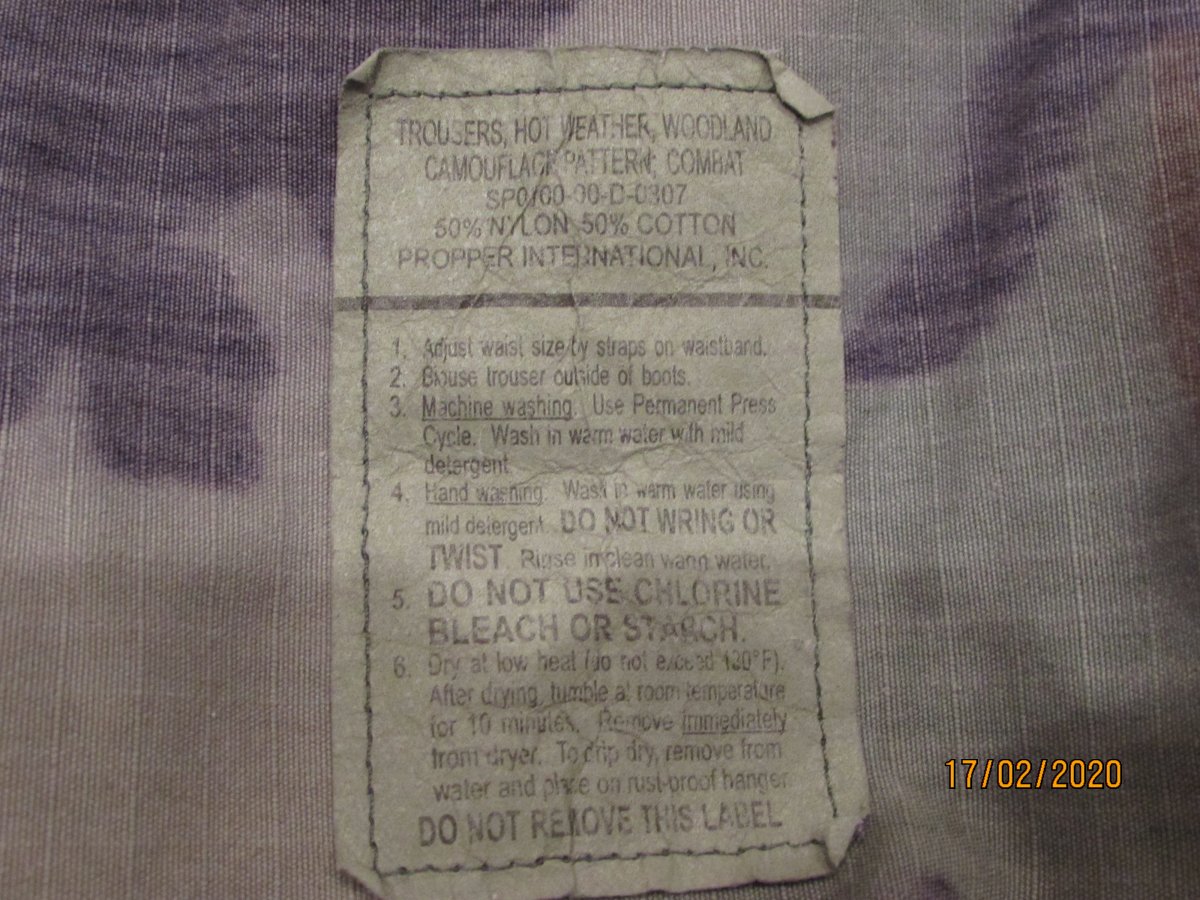 TROUSERS, HOT WEATHER, WOODLAND
CAMOUFLAGE PATTERN; COMBAT
50% NYLON 50% COTTON
PROPPER INTERNATIONAL, INC.
1. Adjust waist size by straps on waistband.
2. Blouse trouser outside of boots.
3. Machine washing. Use Permanent Press
Cycle. Wash in warm water with mild
detergent
4. Hand washing. Wash in warm water using
mild detergent. DO NOT WRING OR
TWIST. Rinse in clean warm water.
5. DO NOT USE CHLORINE
BLEACH OR STARCH.
6. Dry at low heat (do not exceed 130°F).
After drying, tumble at room temperature
for 10 minutes. Remove immediately
from dryer. To drip dry, remove from
water and place on rust-proof hanger
DO NOT REMOVE THIS LABEL
17/02/2020